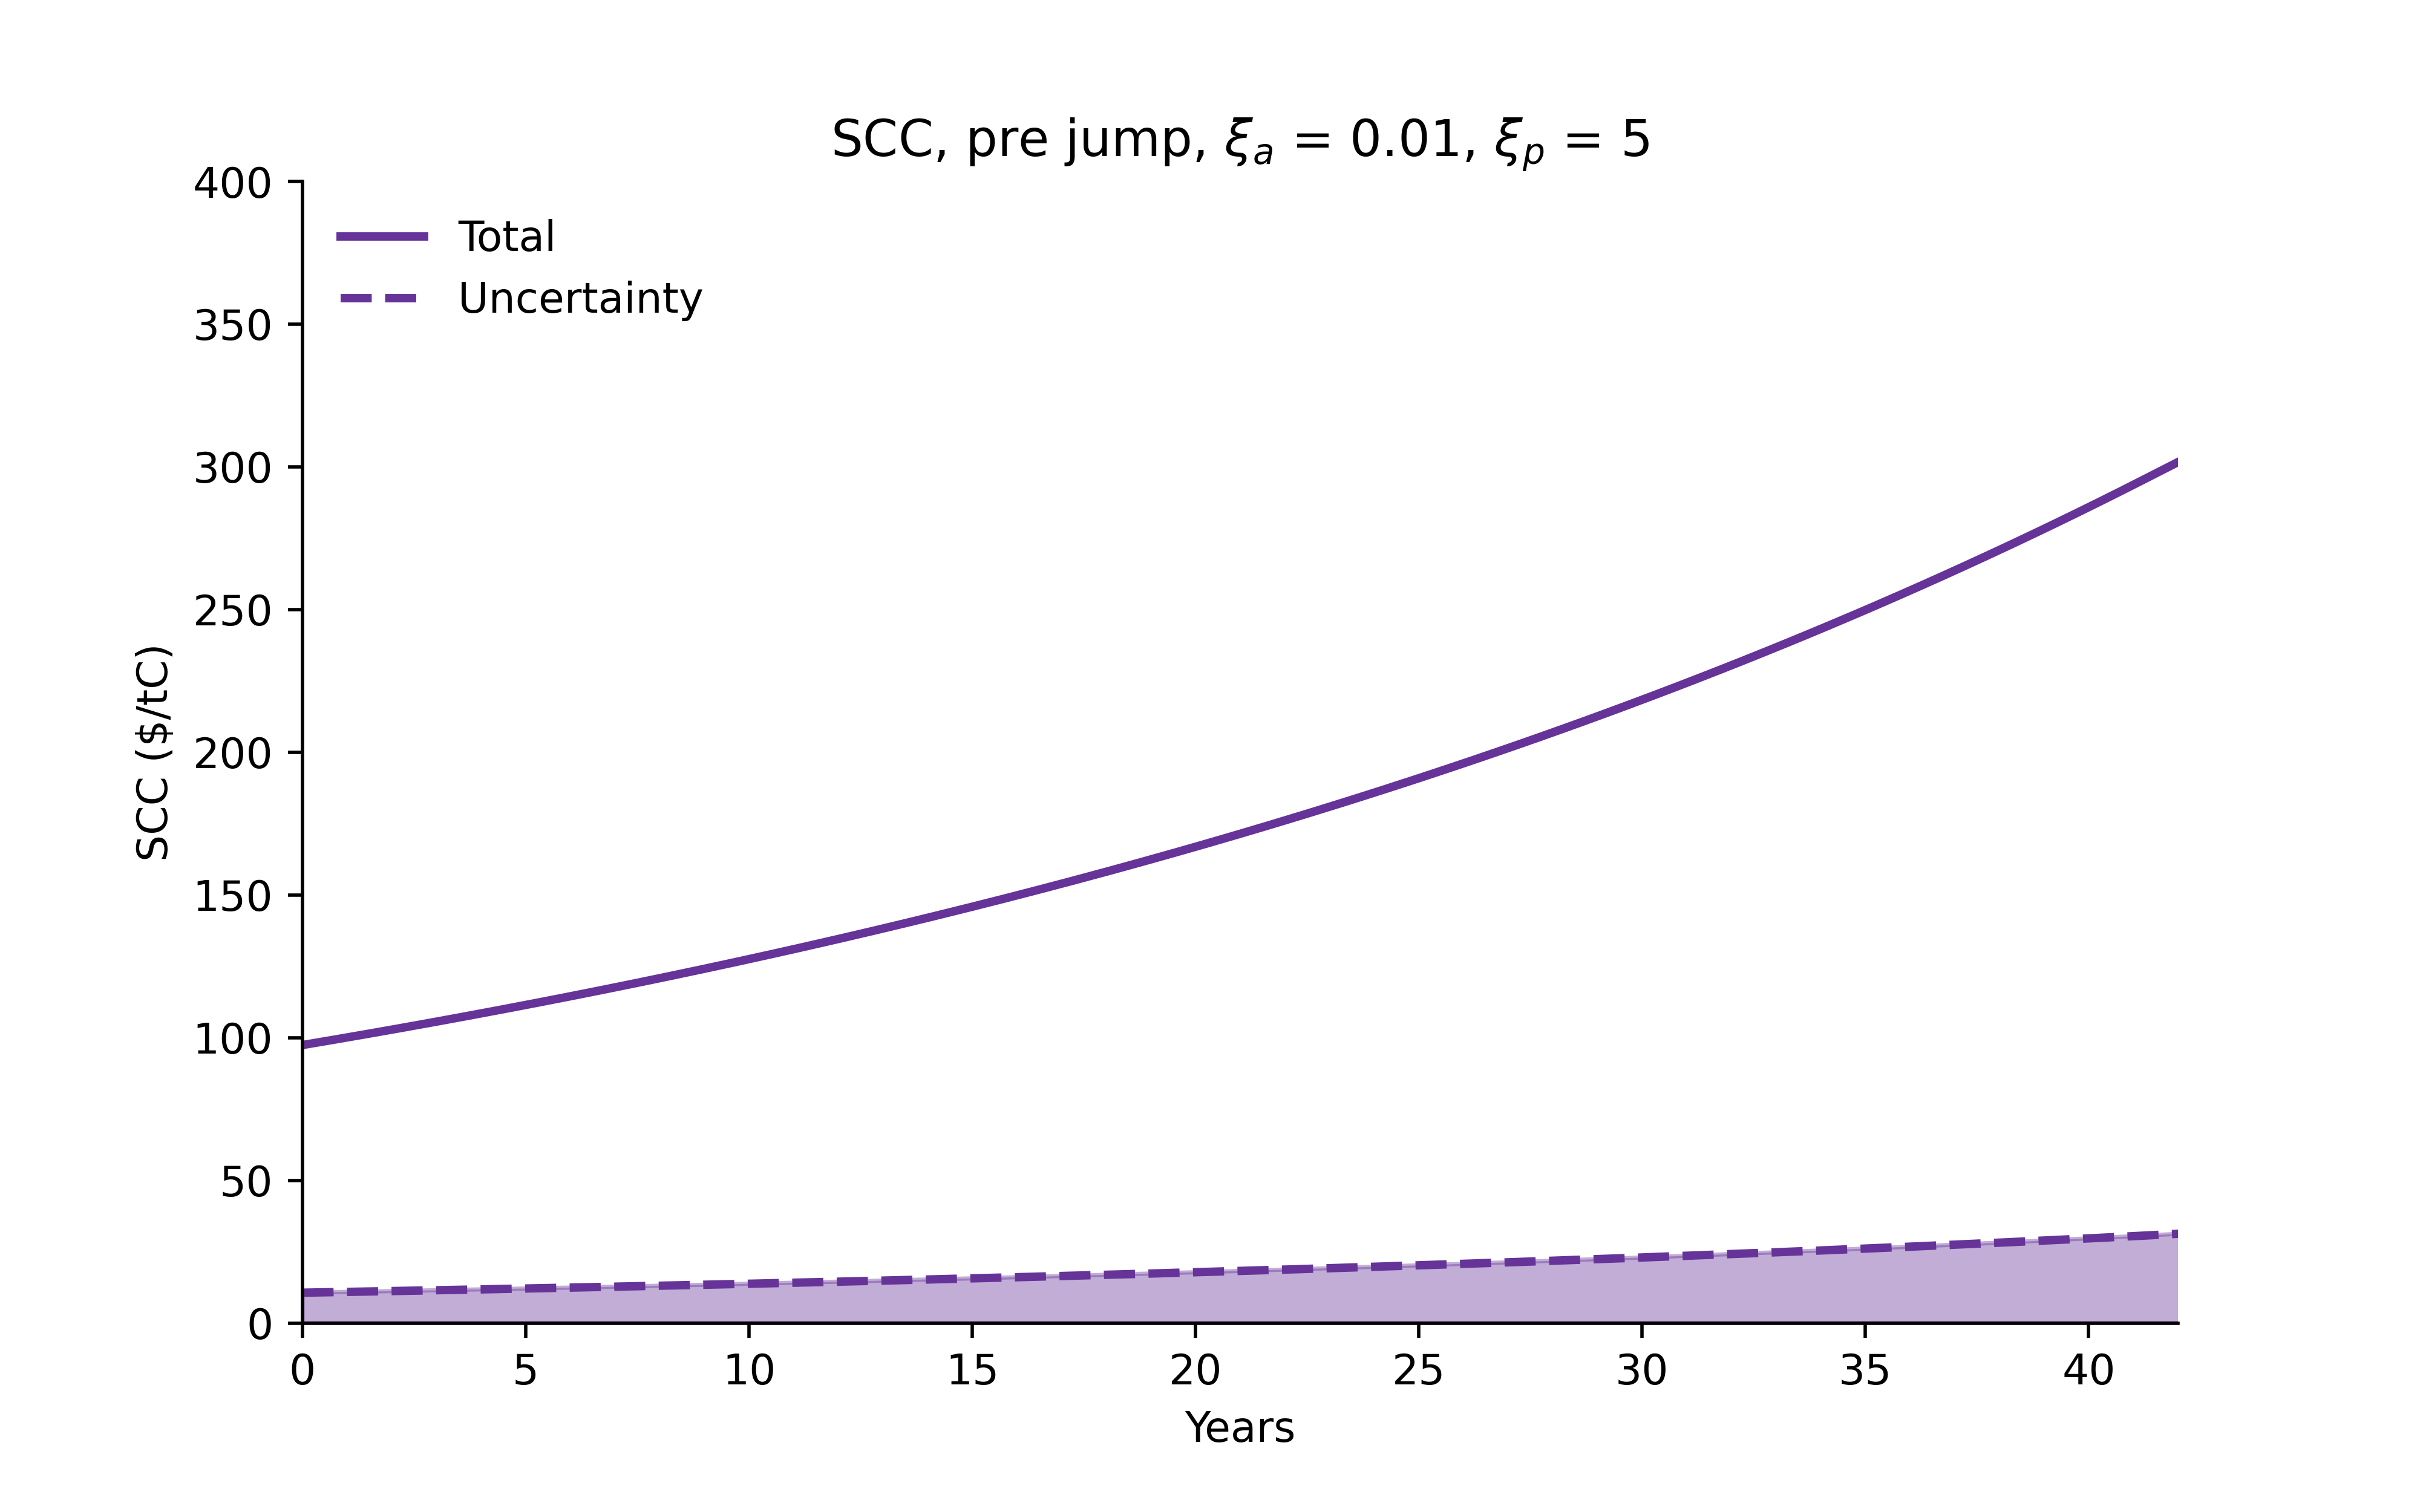 SCC, pre jump, ξₐ = 0.01, ξₚ = 5
400
350
300
250
200
150
100
50
0
SCC ($/tC)
Total
Uncertainty
0 5 10 15 20 25 30 35 40
Years